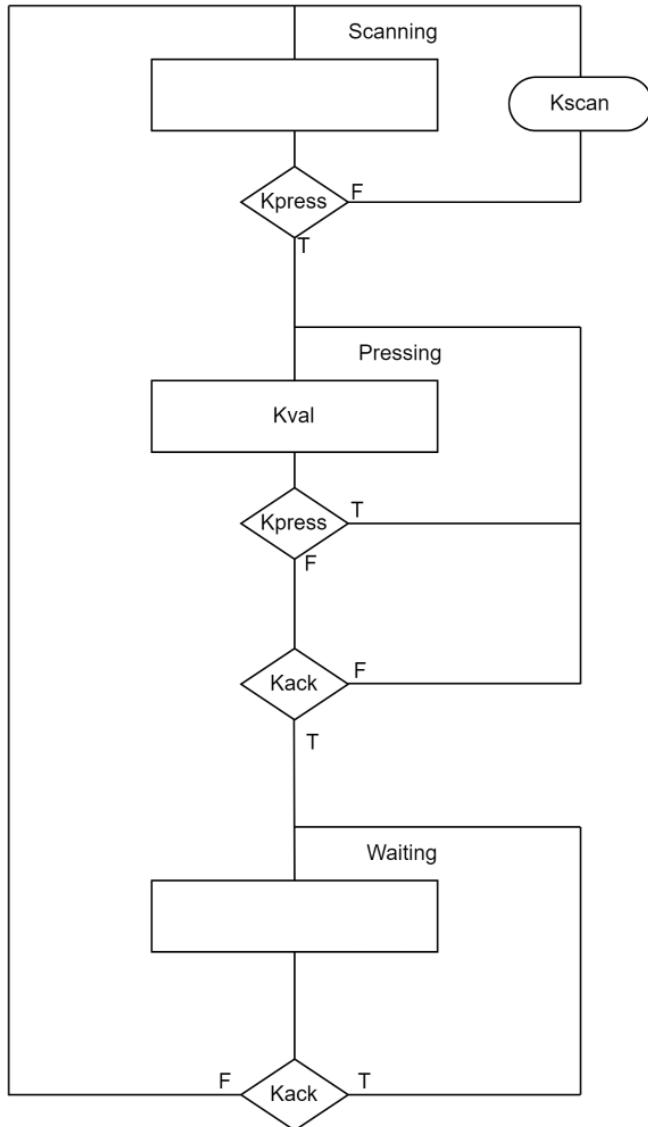 Scanning
Kscan
Kpress
F
T
Pressing
Kval
Kpress
T
F
Kack
F
T
Waiting
F
Kack
T